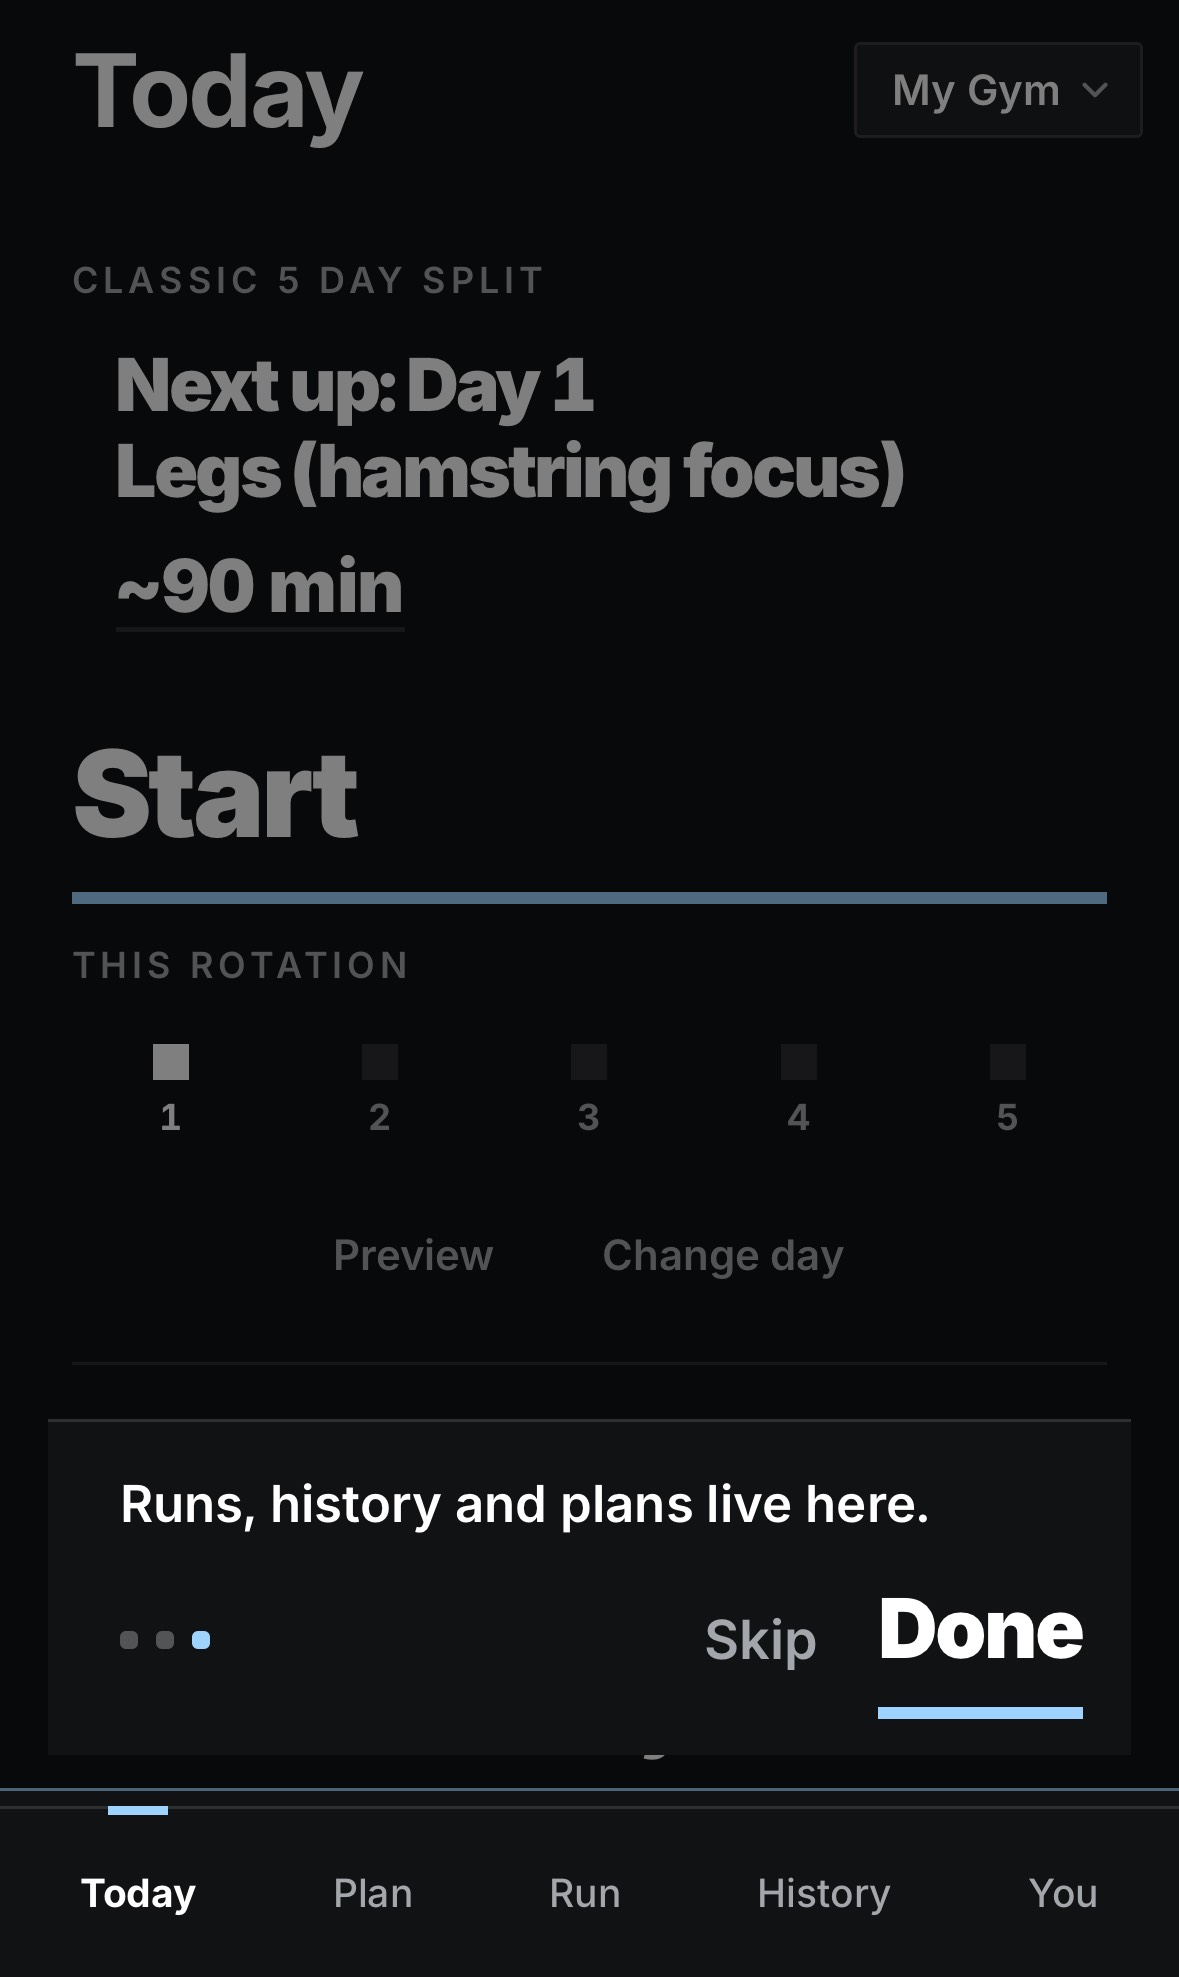 Today
My Gym
CLASSIC 5 DAY SPLIT
Next up: Day 1
Legs (hamstring focus)
~90 min
Start
THIS ROTATION
1 2 3 4 5
Preview Change day
Runs, history and plans live here.
Skip Done
Today Plan Run History You